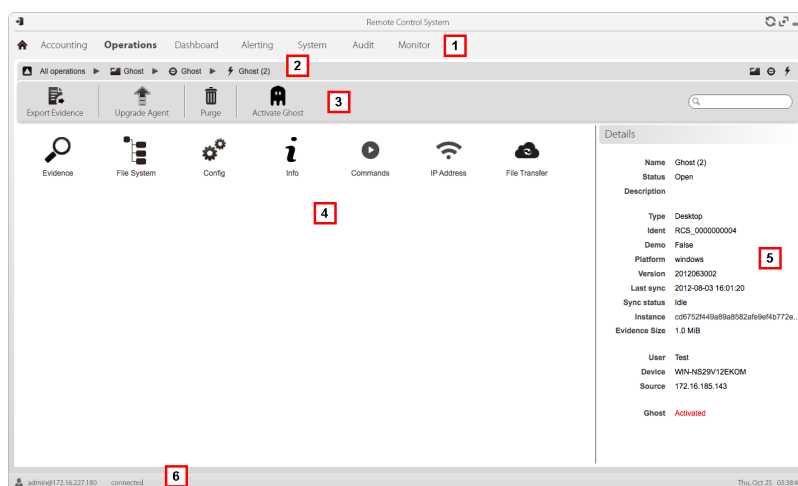 Remote Control System
Accounting Operations Dashboard Alerting System Audit Monitor 1
All operations Ghost Ghost Ghost (2) 2
Export Evidence Upgrade Agent Purge Activate Ghost 3
Evidence File System Config Info Commands IP Address File Transfer
4
Details
Name Ghost (2)
Status Open
Description
Type Desktop
Ident RCS_0000000004
Demo False
Platform windows 5
Version 2012063002
Last sync 2012-08-03 16:01:20
Sync status Idle
Instance cd6752f449a89a8582afe9ef4b772e..
Evidence Size 1.0 MiB
User Test
Device WIN-NS29V12EKOM
Source 172.16.185.143
Ghost Activated
admin@172.16.227.180 connected 6 Thu, Oct 25 03:38:4